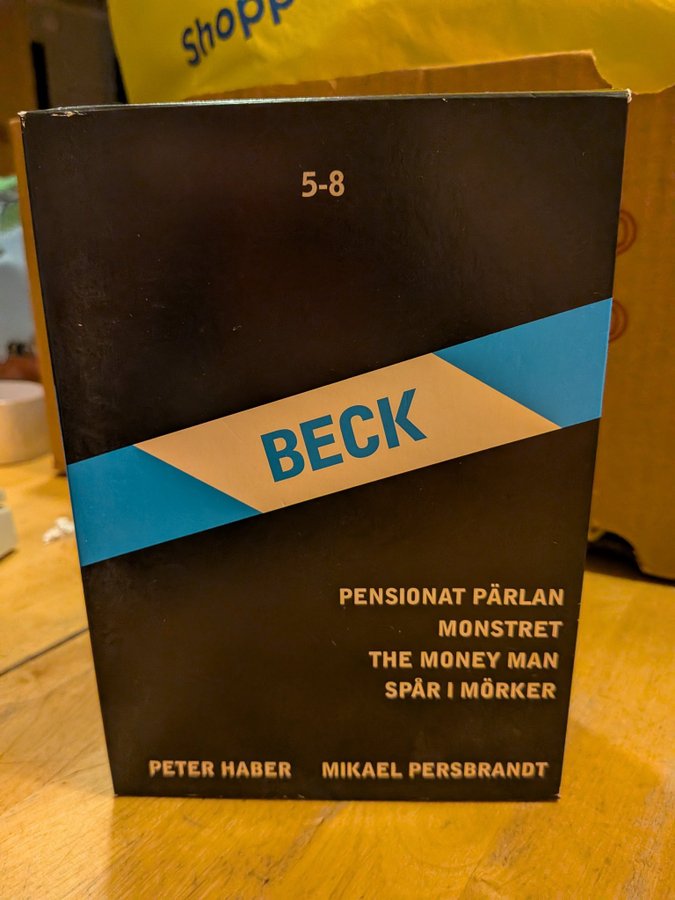 Shopp
5-8
BECK
PENSIONAT PÄRLAN
MONSTRET
THE MONEY MAN
SPÅR I MÖRKER
PETER HABER MIKAEL PERSBRANDT